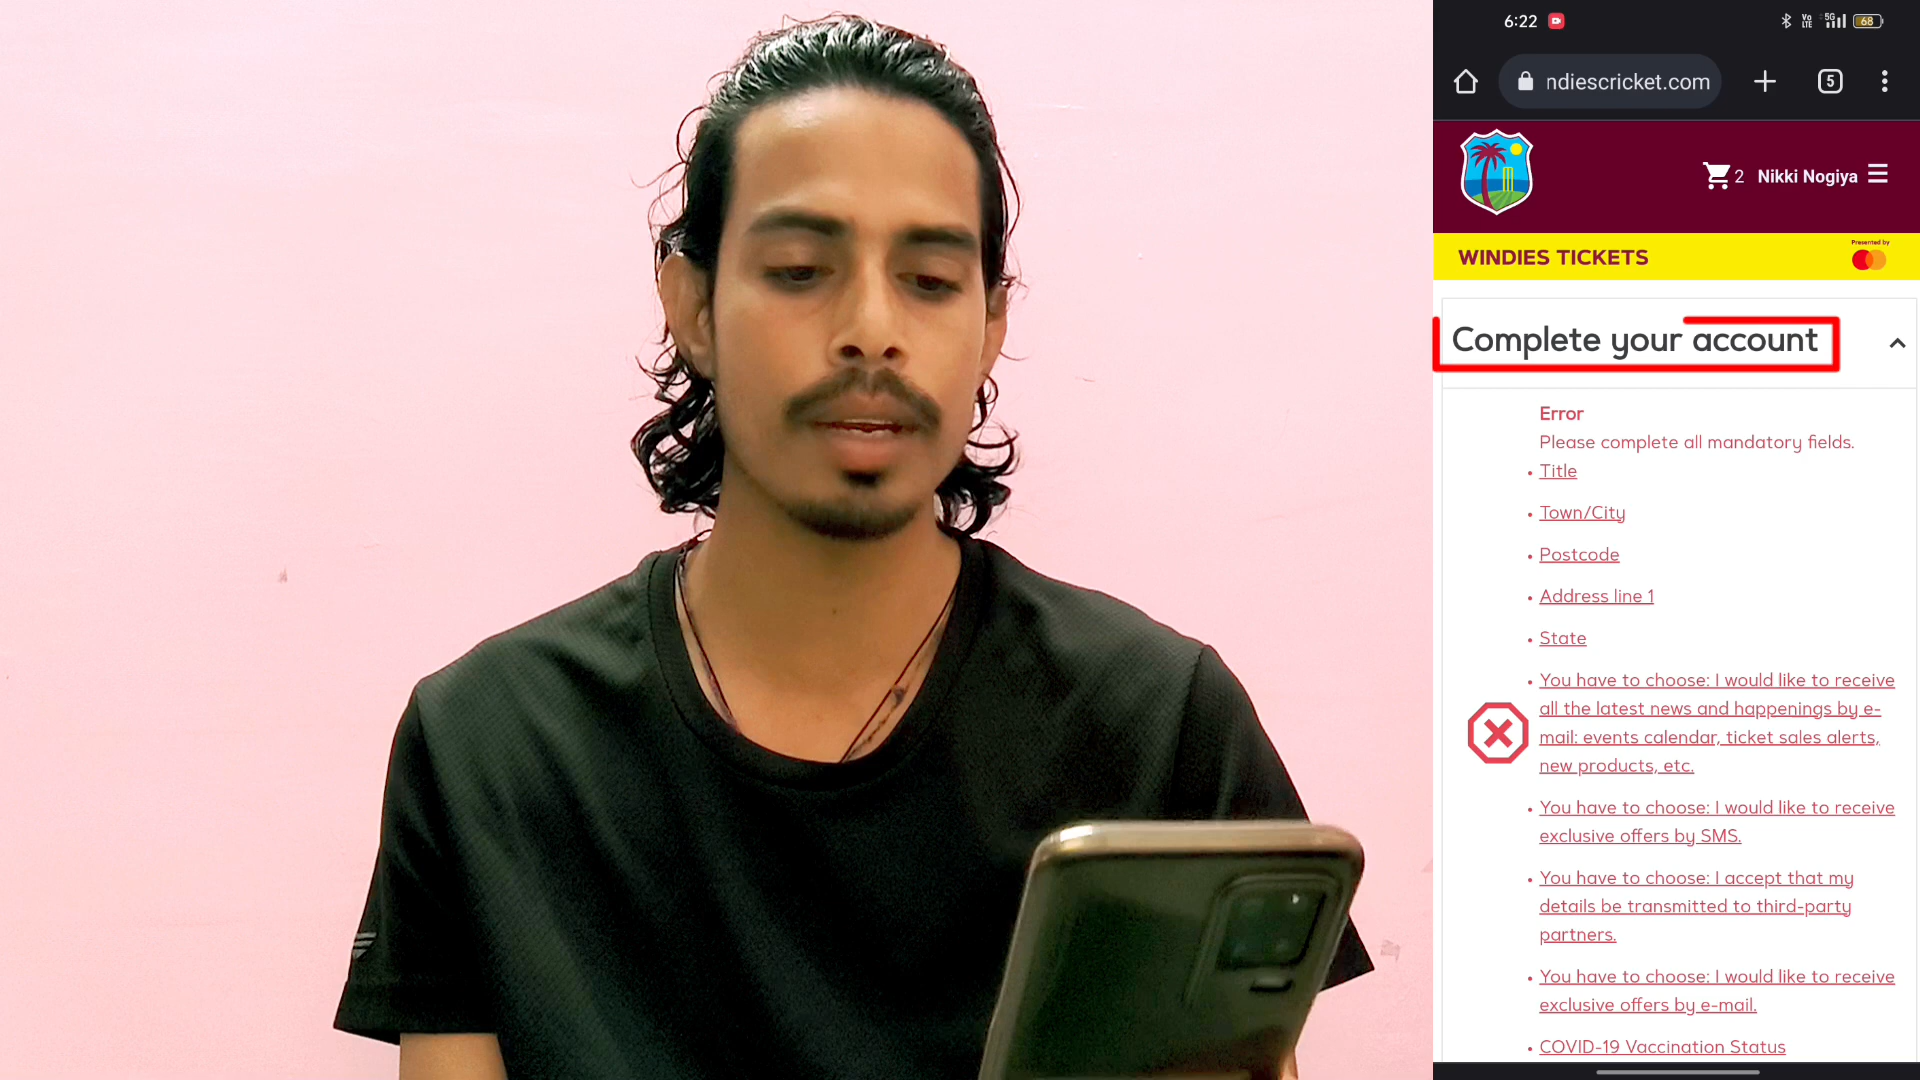 6:22
Vo
LTE
5G
68
ndiescricket.com
5
2 Nikki Nogiya
WINDIES TICKETS
Presented by
Complete your account
Error
Please complete all mandatory fields.
• Title
• Town/City
• Postcode
• Address line 1
• State
• You have to choose: I would like to receive
all the latest news and happenings by e-
mail: events calendar, ticket sales alerts,
new products, etc.
• You have to choose: I would like to receive
exclusive offers by SMS.
• You have to choose: I accept that my
details be transmitted to third-party
partners.
• You have to choose: I would like to receive
exclusive offers by e-mail.
• COVID-19 Vaccination Status